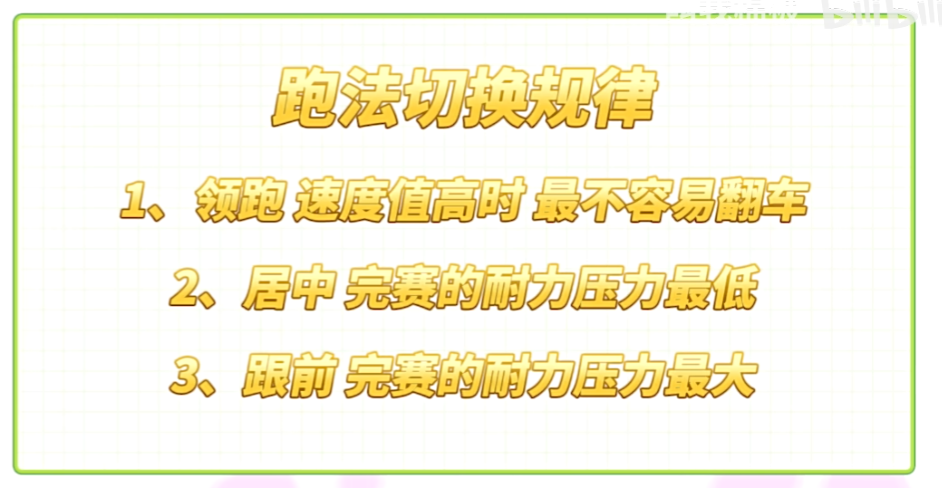 bilibili
跑法切换规律
1、领跑 速度值高时 最不容易翻车
2、居中 完赛的耐力压力最低
3、跟前 完赛的耐力压力最大